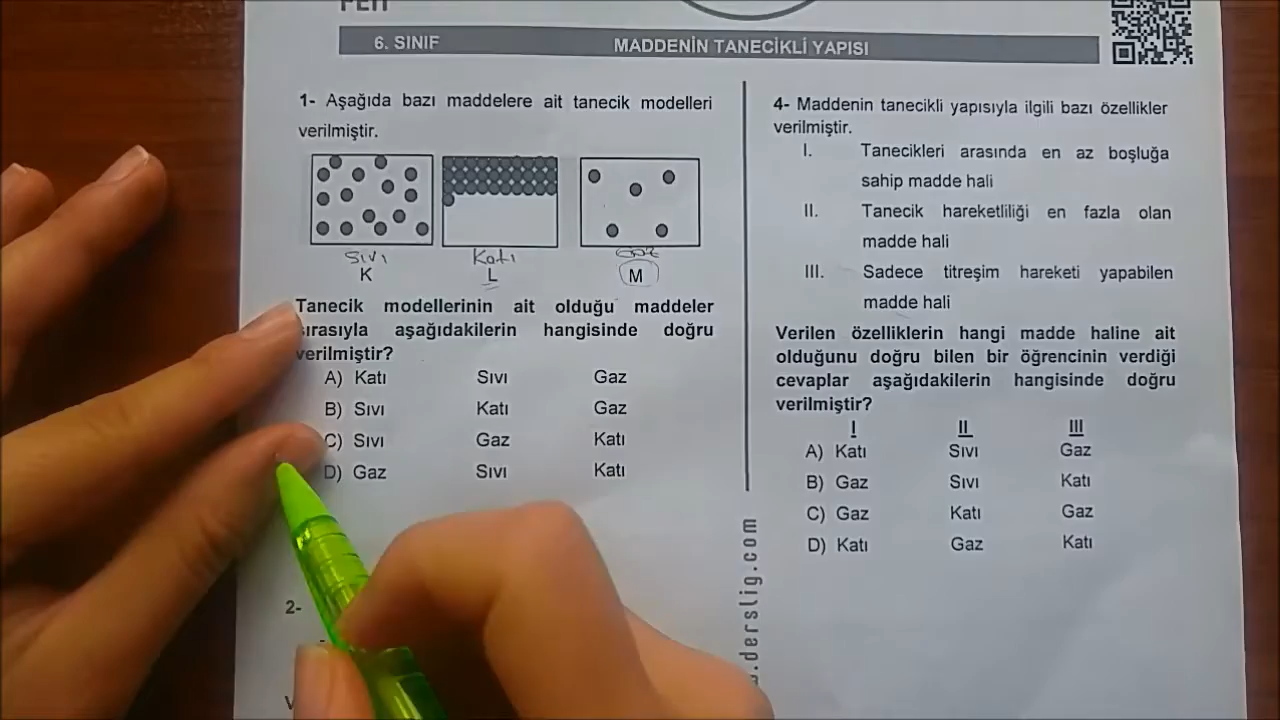 FEN
6. SINIF
MADDENİN TANECİKLİ YAPISI
1- Aşağıda bazı maddelere ait tanecik modelleri
verilmiştir.
Sıvı
Katı
Gaz
K
L
M
Tanecik modellerinin ait olduğu maddeler
sırasıyla aşağıdakilerin hangisinde doğru
verilmiştir?
A) Katı Sıvı Gaz
B) Sıvı Katı Gaz
C) Sıvı Gaz Katı
D) Gaz Sıvı Katı
2-
4- Maddenin tanecikli yapısıyla ilgili bazı özellikler
verilmiştir.
I. Tanecikleri arasında en az boşluğa
sahip madde hali
II. Tanecik hareketliliği en fazla olan
madde hali
III. Sadece titreşim hareketi yapabilen
madde hali
Verilen özelliklerin hangi madde haline ait
olduğunu doğru bilen bir öğrencinin verdiği
cevaplar aşağıdakilerin hangisinde doğru
verilmiştir?
I II III
A) Katı Sıvı Gaz
B) Gaz Sıvı Katı
C) Gaz Katı Gaz
D) Katı Gaz Katı
.derslig.com